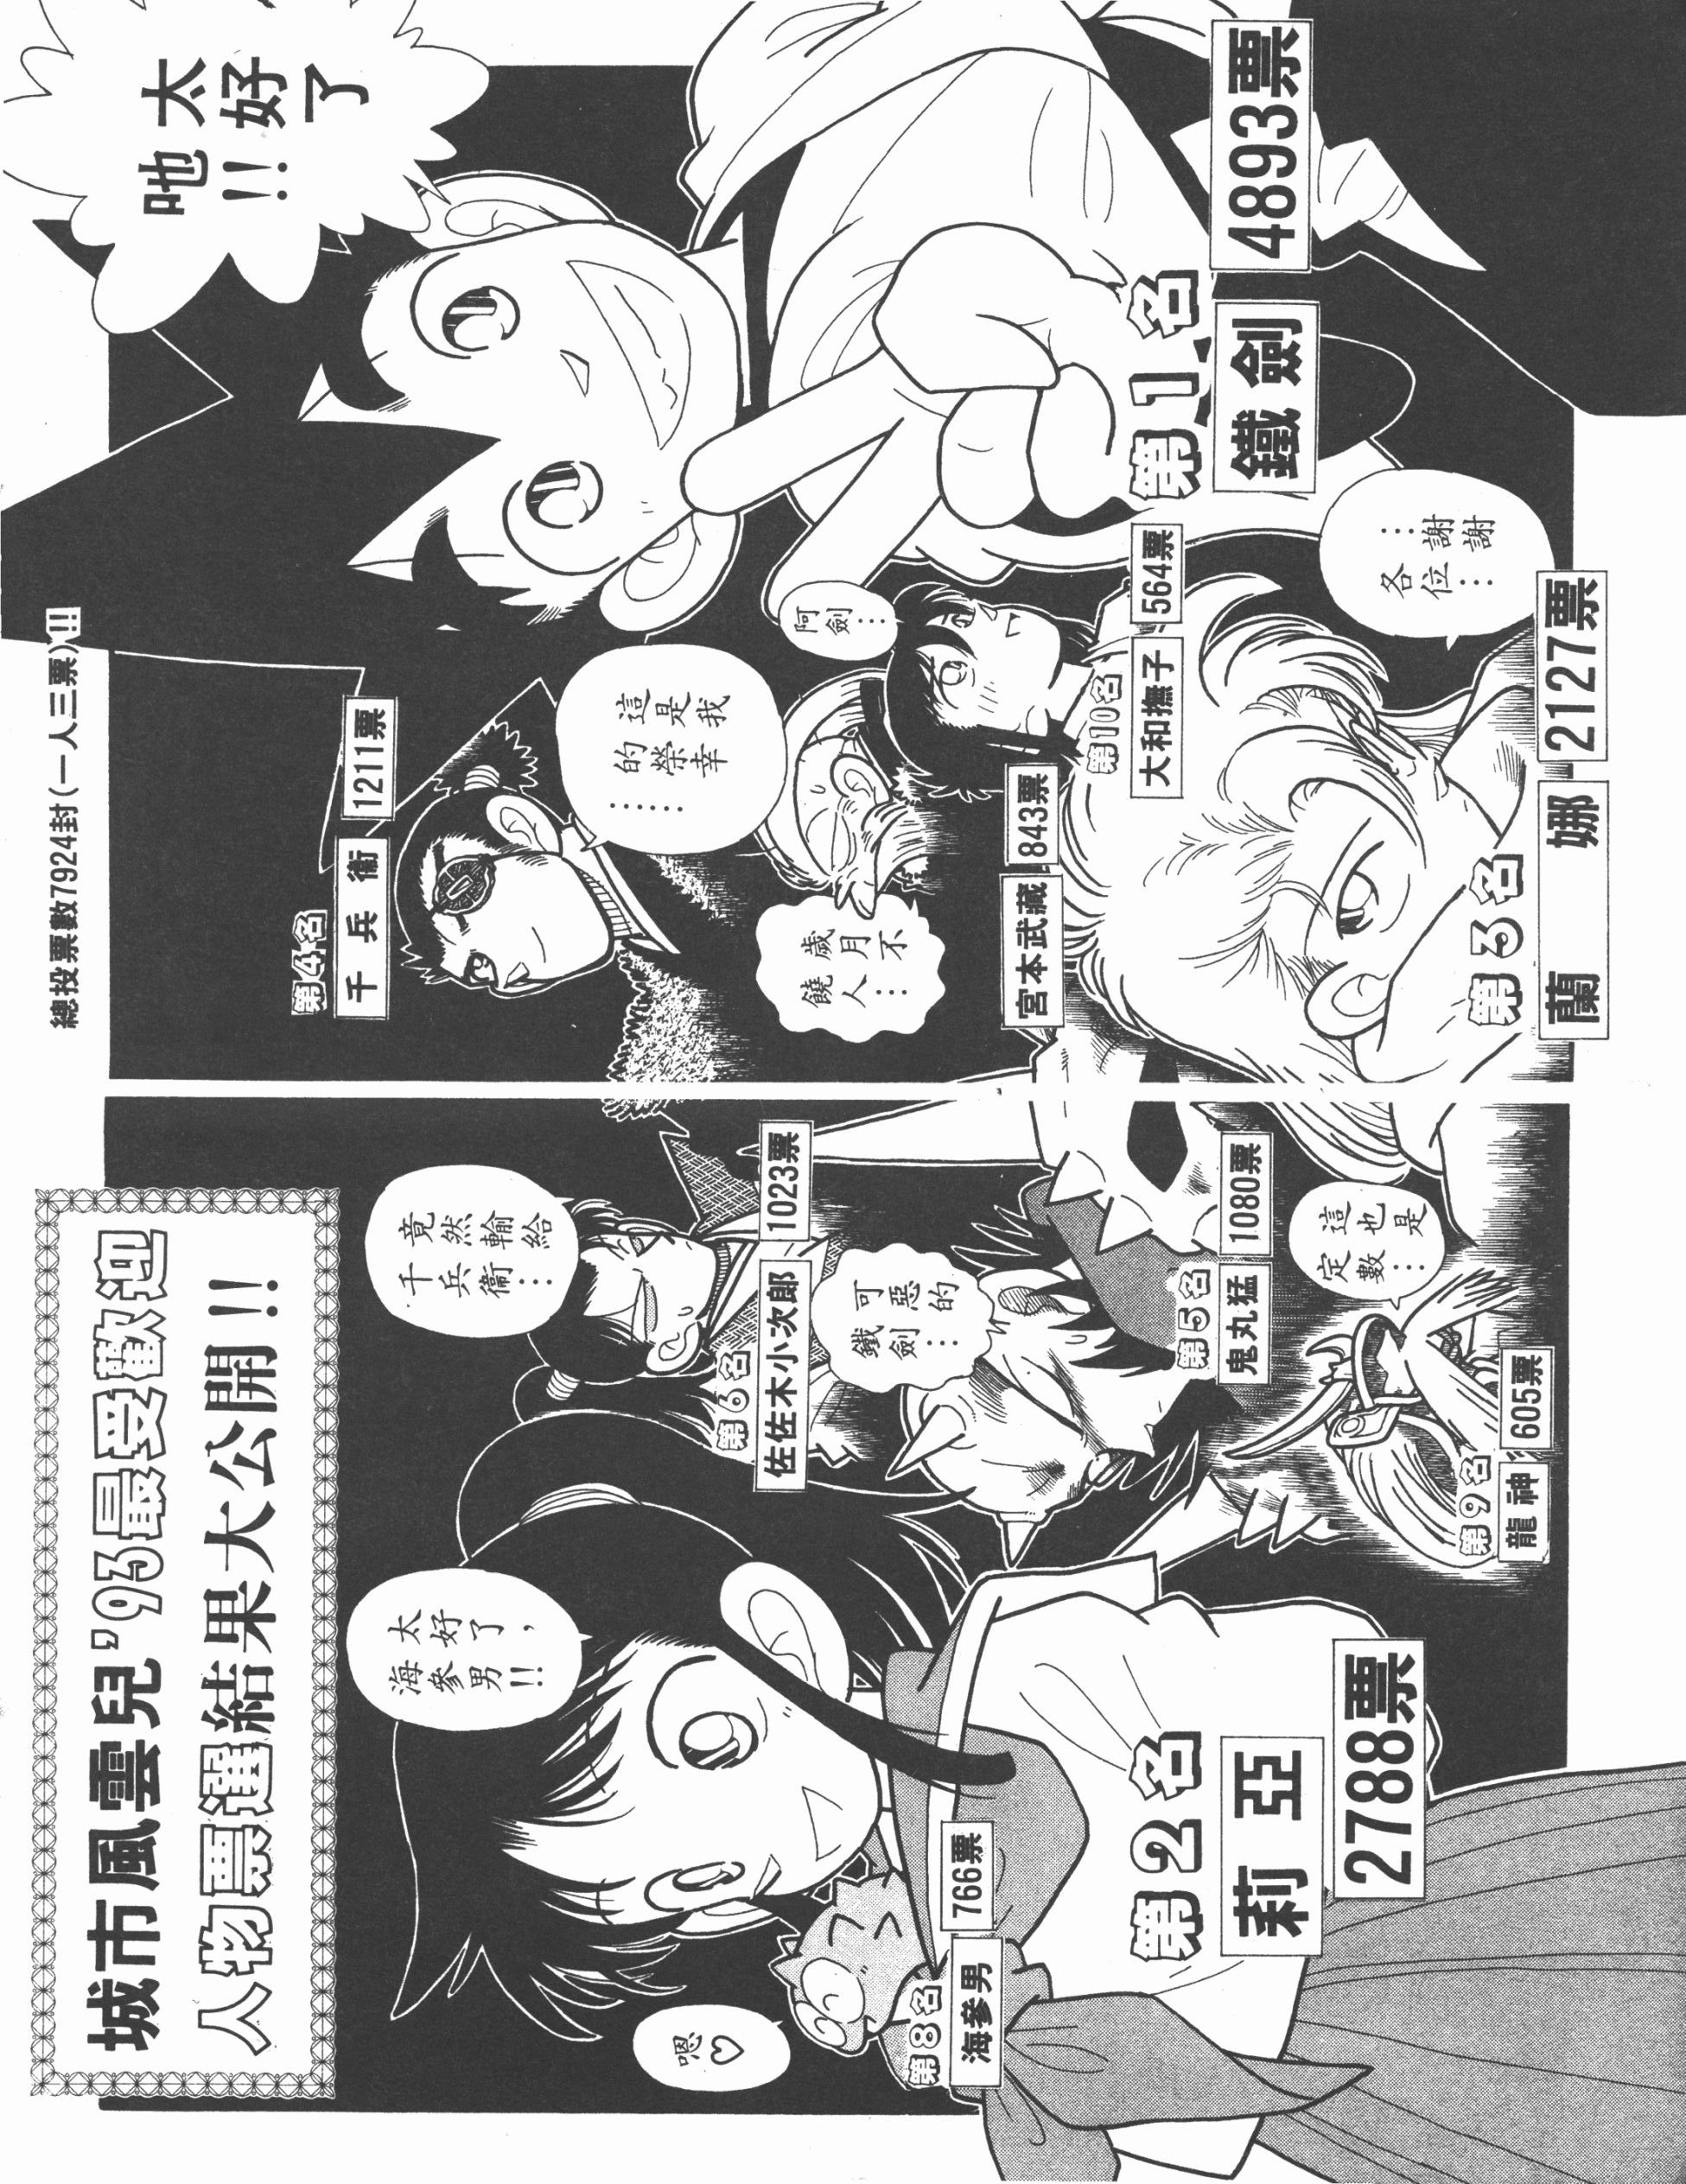 城市風雲兒'93最受歡迎
人物票選結果大公開!!
總投票數7924封(一人三票)!!
吔!!
太好了
第1名
鐵劍
4893票
太好了,
海參男!!
嗯♡
第2名
莉亞
2788票
各位…
…謝謝
第3名
娜蘭
2127票
這是我
的榮幸
……
第4名
千兵衛
1211票
可惡的
鐵劍…
第5名
鬼丸猛
1080票
竟然輸給
千兵衛…
第6名
佐佐木小次郎
1023票
歲月不
饒人…
宮本武藏
843票
第8名
海參男
766票
這也是
定數…
第9名
龍神
605票
阿劍…
第10名
大和撫子
564票